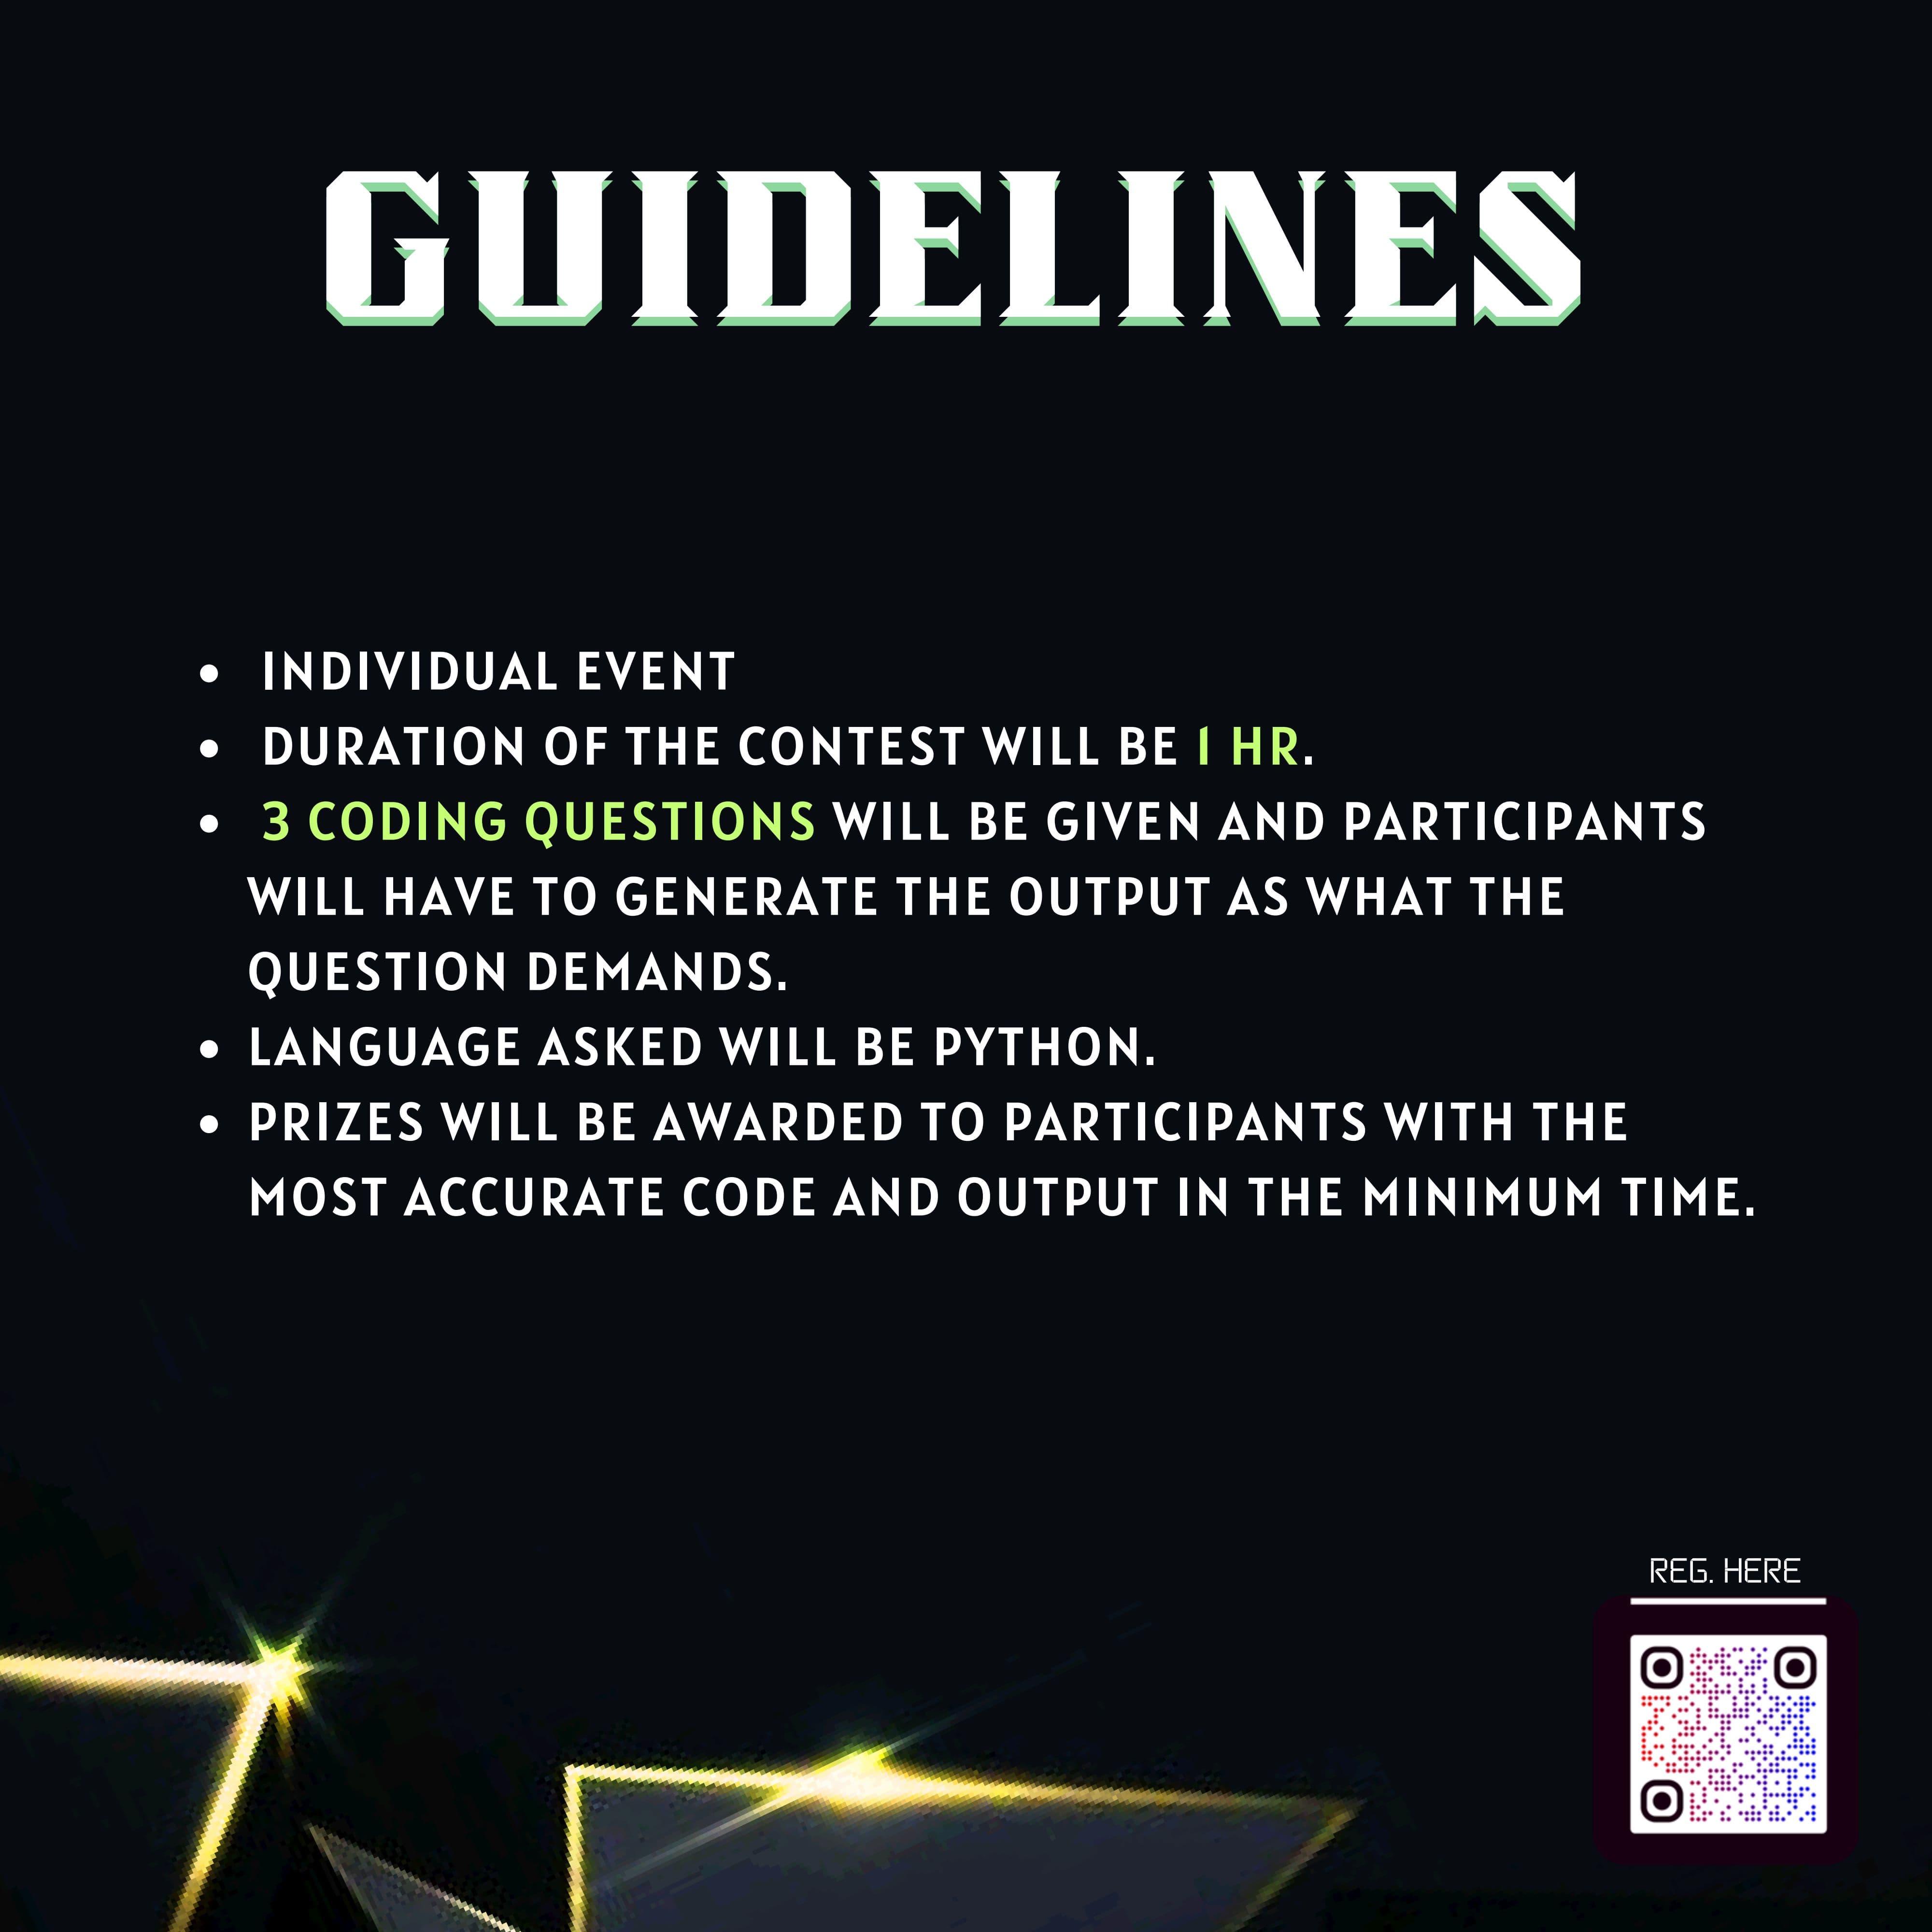 GUIDELINES
• INDIVIDUAL EVENT
• DURATION OF THE CONTEST WILL BE 1 HR.
• 3 CODING QUESTIONS WILL BE GIVEN AND PARTICIPANTS
WILL HAVE TO GENERATE THE OUTPUT AS WHAT THE
QUESTION DEMANDS.
• LANGUAGE ASKED WILL BE PYTHON.
• PRIZES WILL BE AWARDED TO PARTICIPANTS WITH THE
MOST ACCURATE CODE AND OUTPUT IN THE MINIMUM TIME.
REG. HERE